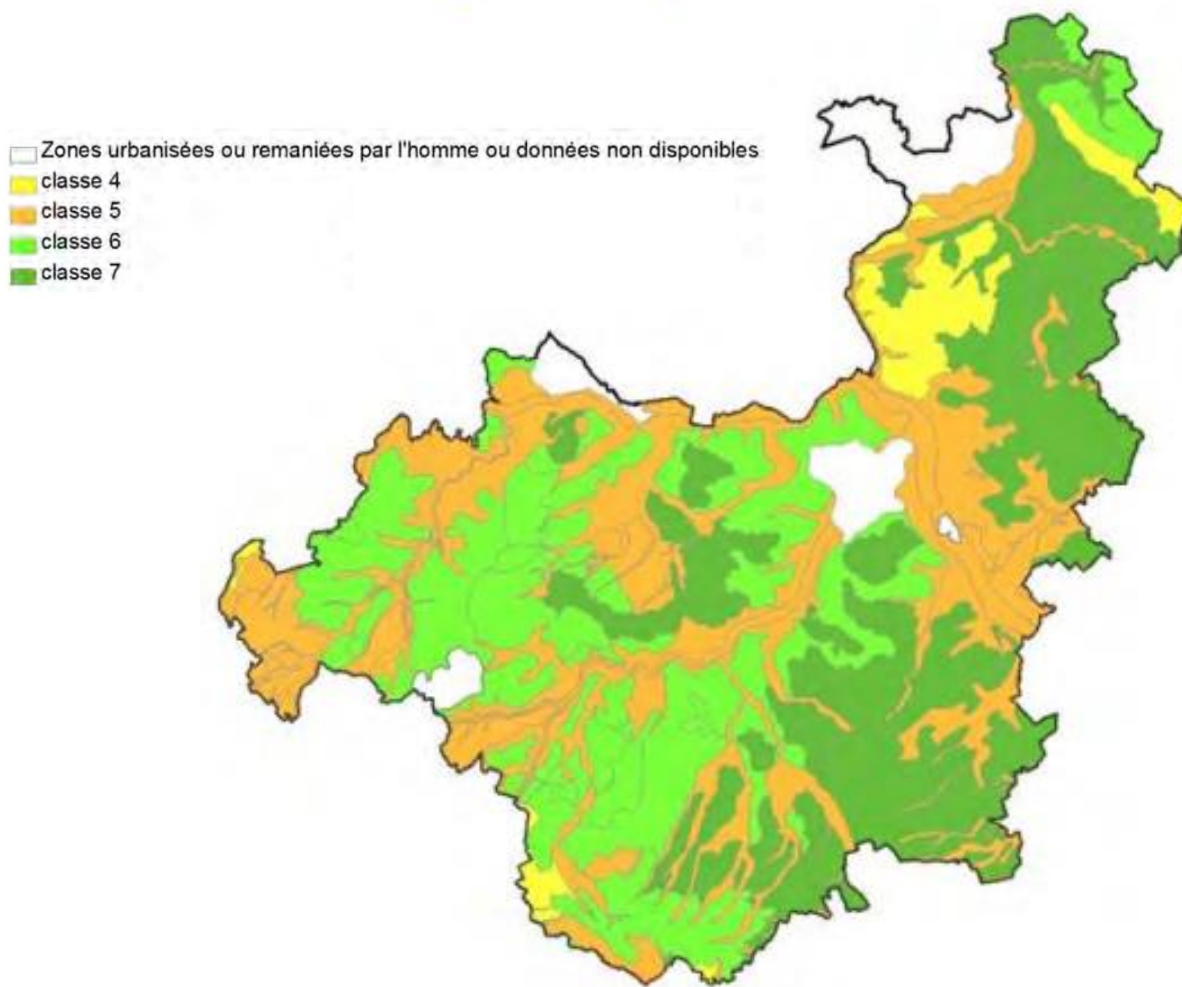 Zones urbanisées ou remaniées par l'homme ou données non disponibles
classe 4
classe 5
classe 6
classe 7